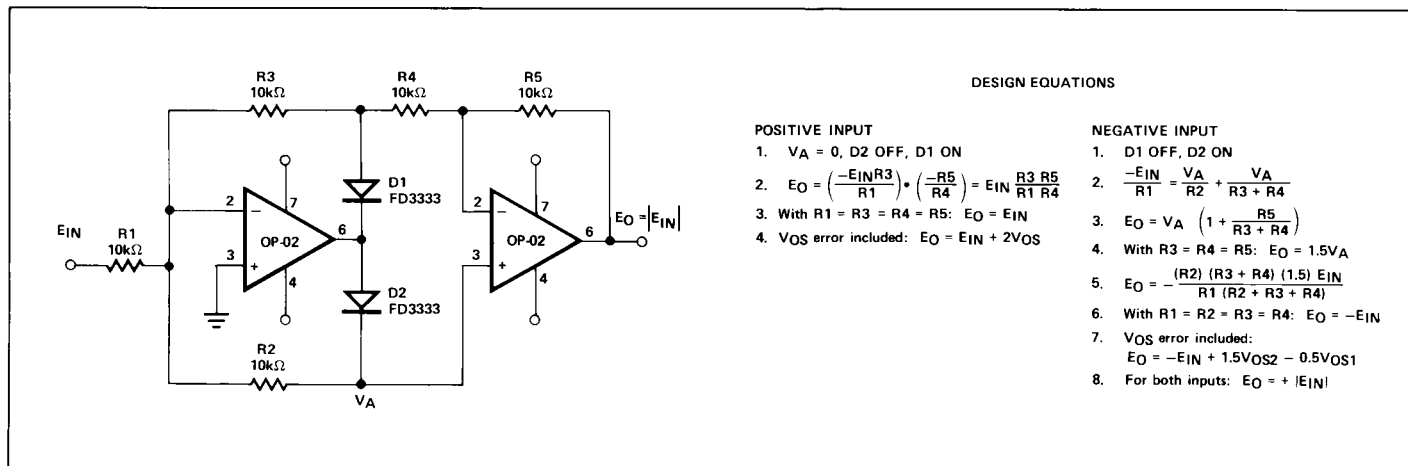 R3
10kΩ
R4
10kΩ
R5
10kΩ
D1
FD3333
2
−
7
6
OP-02
3
+
4
EIN
R1
10kΩ
D2
FD3333
2
−
7
6
OP-02
3
+
4
EO = |EIN|
R2
10kΩ
VA
DESIGN EQUATIONS
POSITIVE INPUT
1. VA = 0, D2 OFF, D1 ON
2. EO = (-EIN R3 / R1) • (-R5 / R4) = EIN R3 R5 / R1 R4
3. With R1 = R3 = R4 = R5: EO = EIN
4. VOS error included: EO = EIN + 2VOS
NEGATIVE INPUT
1. D1 OFF, D2 ON
2. -EIN / R1 = VA / R2 + VA / R3 + R4
3. EO = VA (1 + R5 / R3 + R4)
4. With R3 = R4 = R5: EO = 1.5VA
5. EO = - (R2) (R3 + R4) (1.5) EIN / R1 (R2 + R3 + R4)
6. With R1 = R2 = R3 = R4: EO = -EIN
7. VOS error included:
EO = -EIN + 1.5VOS2 - 0.5VOS1
8. For both inputs: EO = + |EIN|